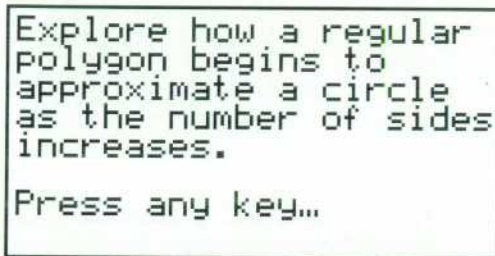 Explore how a regular
polygon begins to
approximate a circle
as the number of sides
increases.
Press any key…